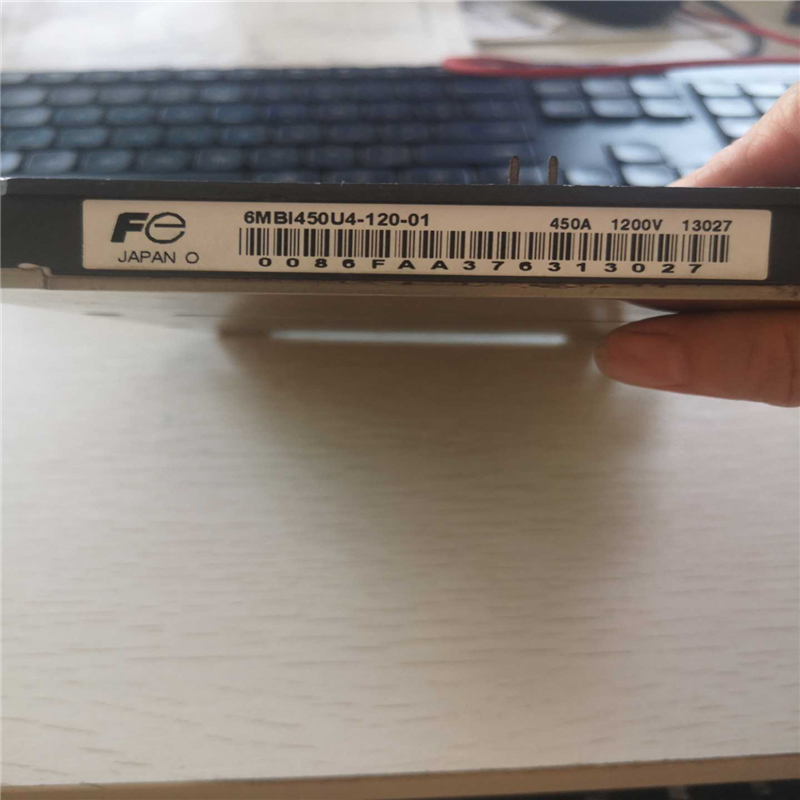 Fe 6MBI450U4-120-01 450A 1200V 13027
JAPAN O
0086FAA376313027